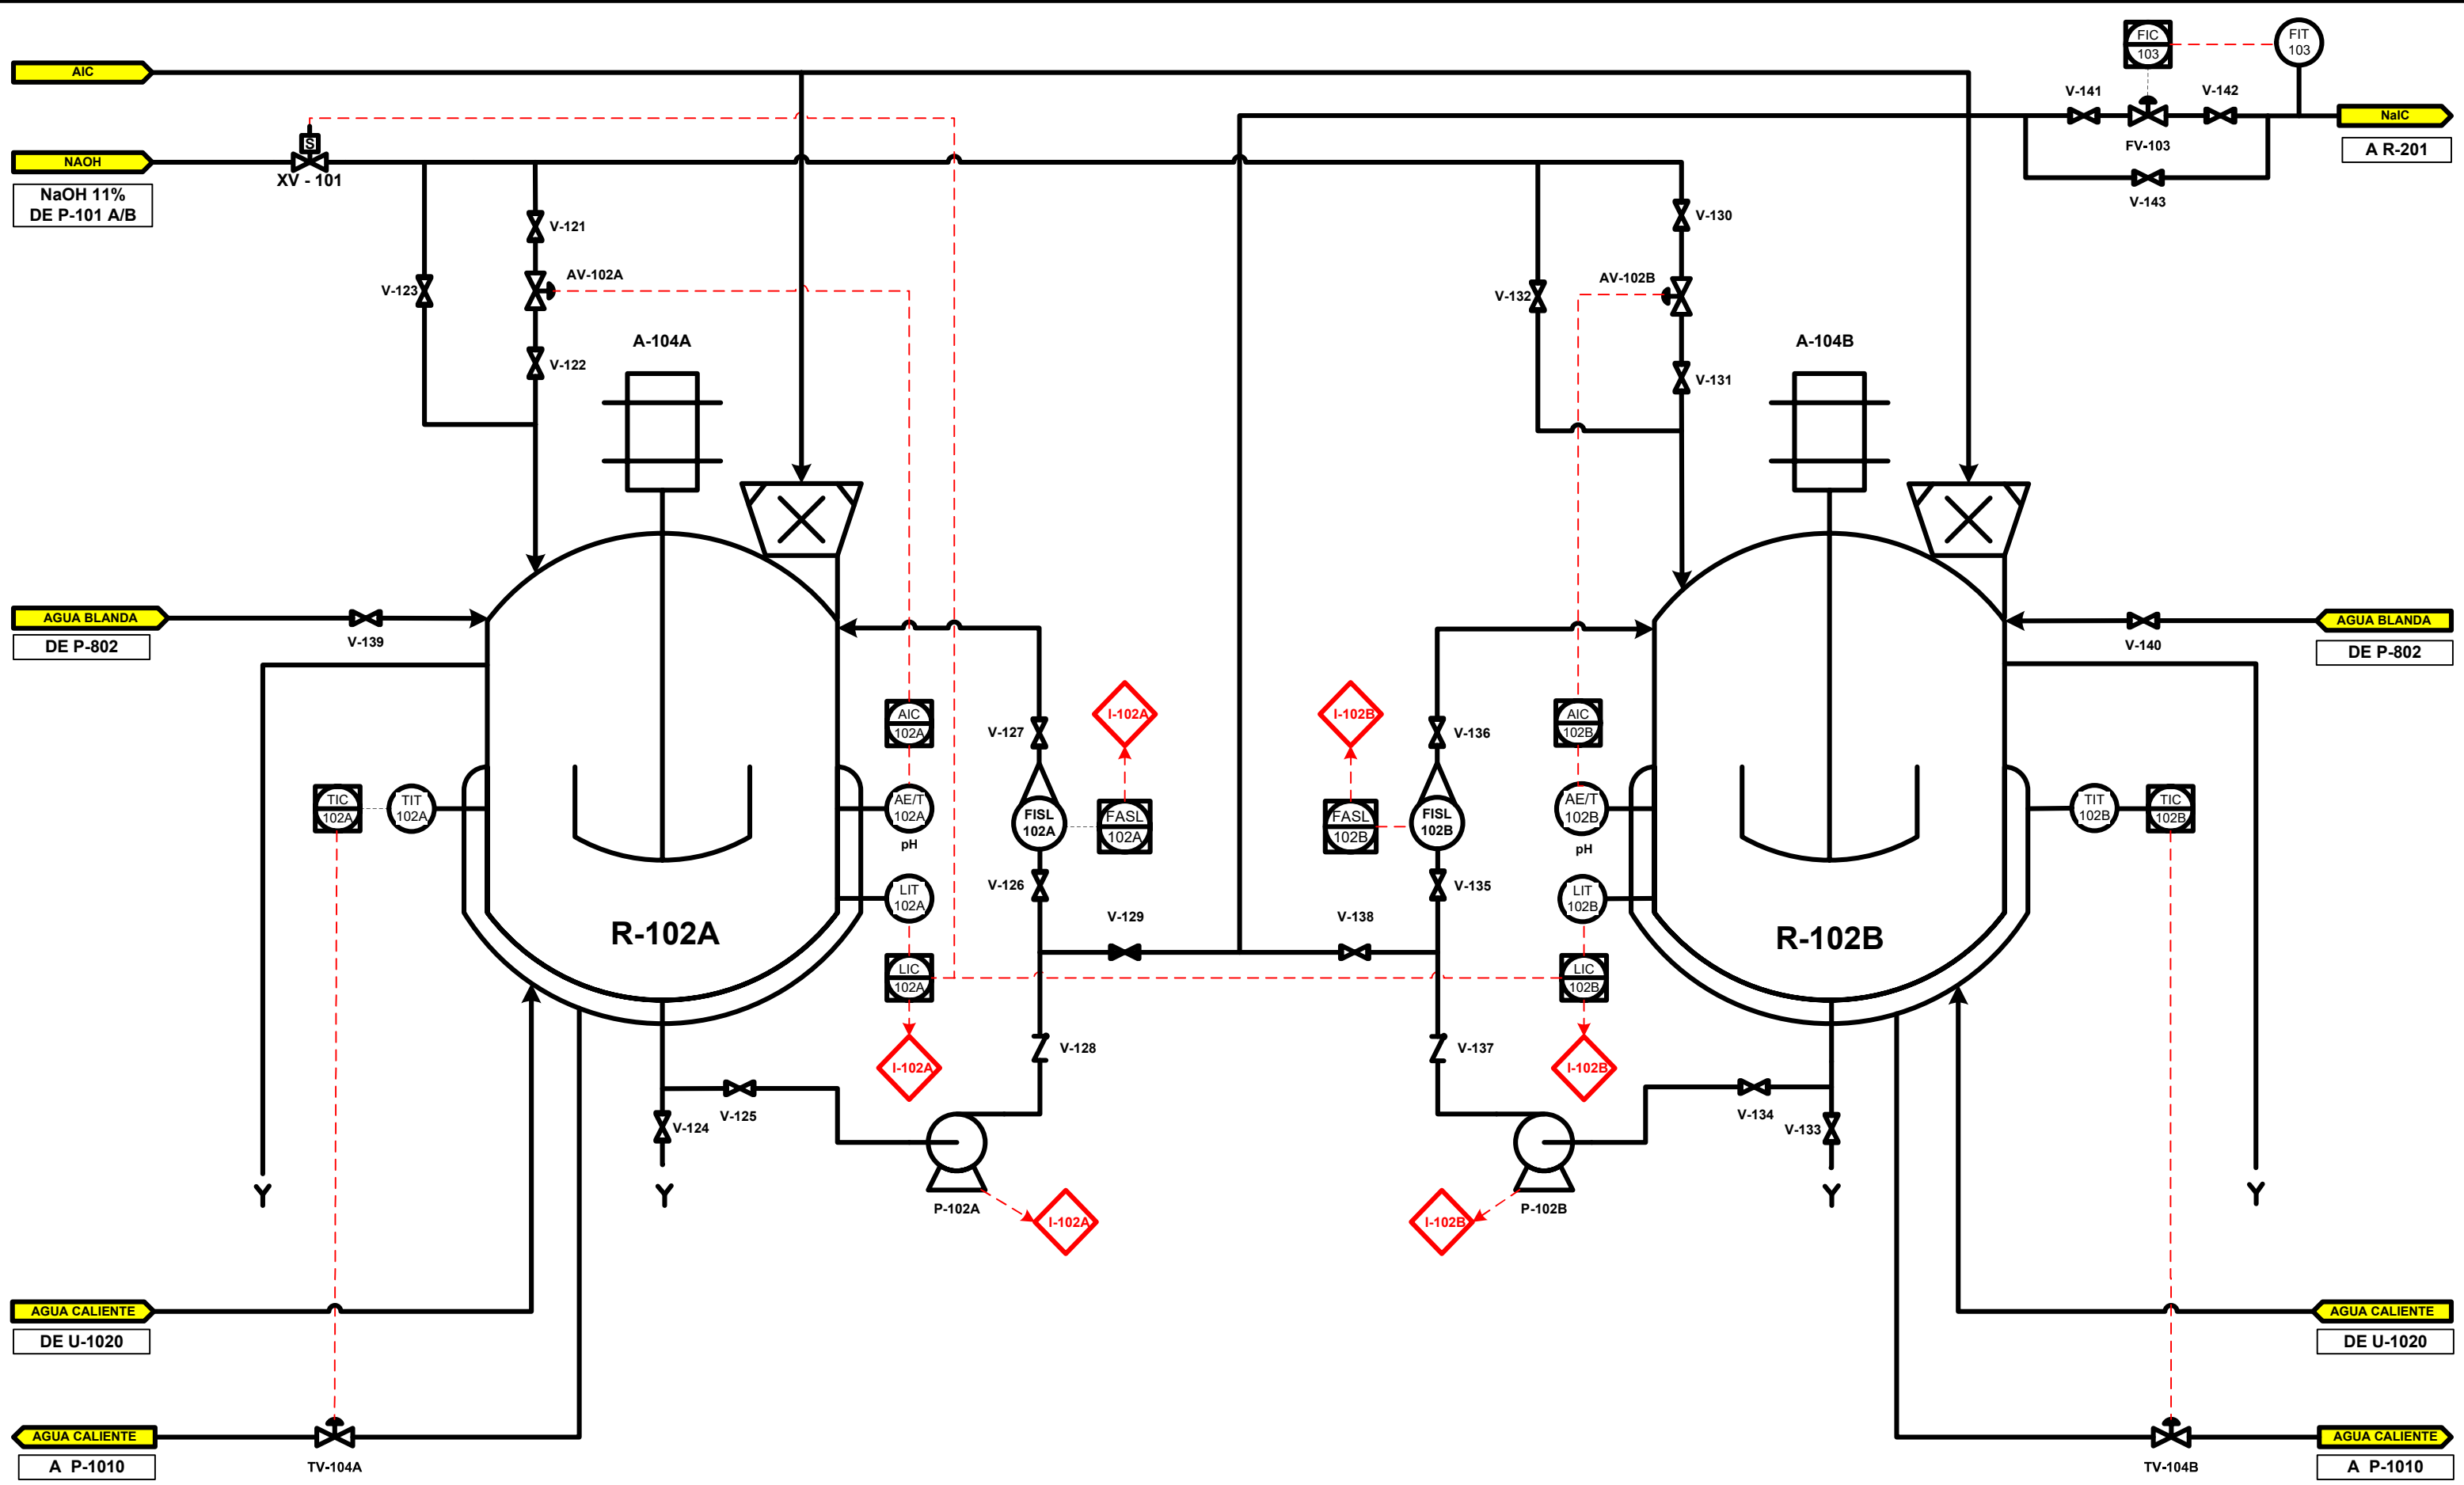 FIC
103
FIT
103
AIC
V-141
V-142
NaIC
A R-201
FV-103
V-143
S
NAOH
XV - 101
NaOH 11%
DE P-101 A/B
V-121
V-130
AV-102A
AV-102B
V-123
V-132
V-122
V-131
A-104A
A-104B
AGUA BLANDA
DE P-802
V-139
AGUA BLANDA
DE P-802
V-140
AIC
102A
V-127
I-102A
I-102B
V-136
AIC
102B
TIC
102A
TIT
102A
AE/T
102A
pH
FISL
102A
FASL
102A
FASL
102B
FISL
102B
AE/T
102B
pH
TIT
102B
TIC
102B
LIT
102A
V-126
V-135
LIT
102B
R-102A
V-129
V-138
R-102B
LIC
102A
LIC
102B
I-102A
V-128
V-137
I-102B
V-125
V-124
V-134
V-133
P-102A
I-102A
I-102B
P-102B
AGUA CALIENTE
DE U-1020
AGUA CALIENTE
DE U-1020
AGUA CALIENTE
A P-1010
TV-104A
TV-104B
AGUA CALIENTE
A P-1010